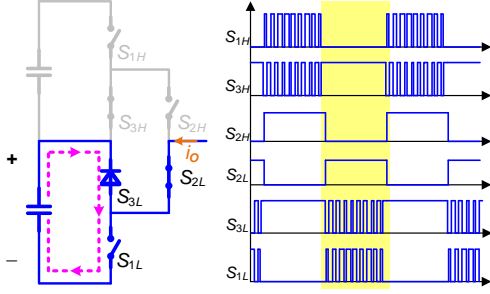 S1H
S3H
S2H
+
io
S3L
S2L
S1L
–
S1H
S3H
S2H
S2L
S3L
S1L